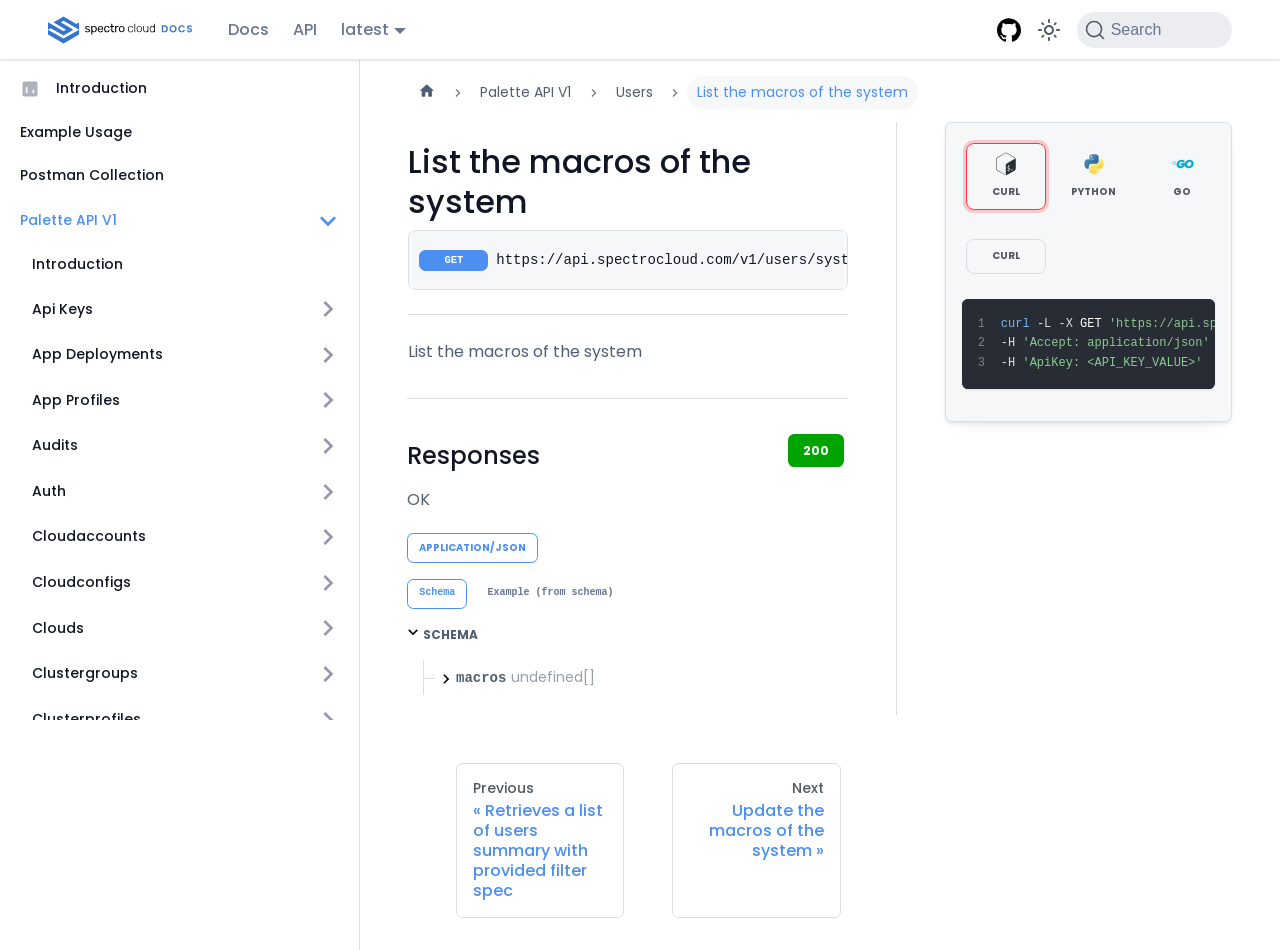 spectro cloud DOCS Docs API latest Search
Introduction
Example Usage
Postman Collection
Palette API V1
Introduction
Api Keys
App Deployments
App Profiles
Audits
Auth
Cloudaccounts
Cloudconfigs
Clouds
Clustergroups
Clusterprofiles
Palette API V1 Users List the macros of the system
List the macros of the
system
GET https://api.spectrocloud.com/v1/users/syst
List the macros of the system
Responses 200
OK
APPLICATION/JSON
Schema Example (from schema)
SCHEMA
macros undefined[]
CURL PYTHON GO
CURL
1 curl -L -X GET 'https://api.sp
2 -H 'Accept: application/json'
3 -H 'ApiKey: <API_KEY_VALUE>'
Previous
« Retrieves a list
of users
summary with
provided filter
spec
Next
Update the
macros of the
system »